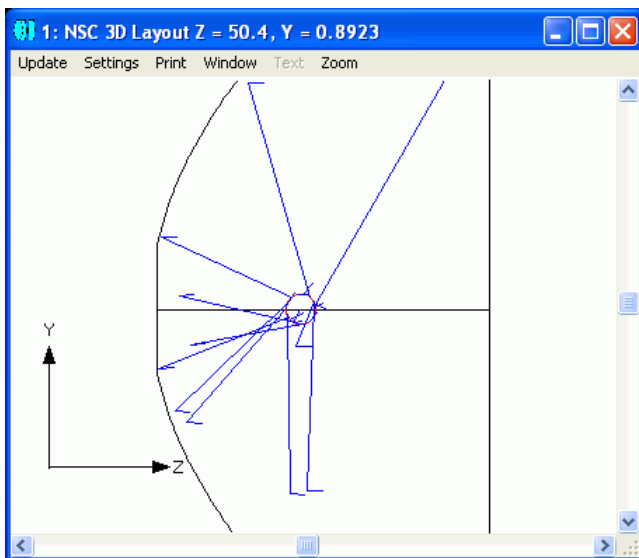 1: NSC 3D Layout Z = 50.4, Y = 0.8923
Update Settings Print Window Text Zoom
Y
Z